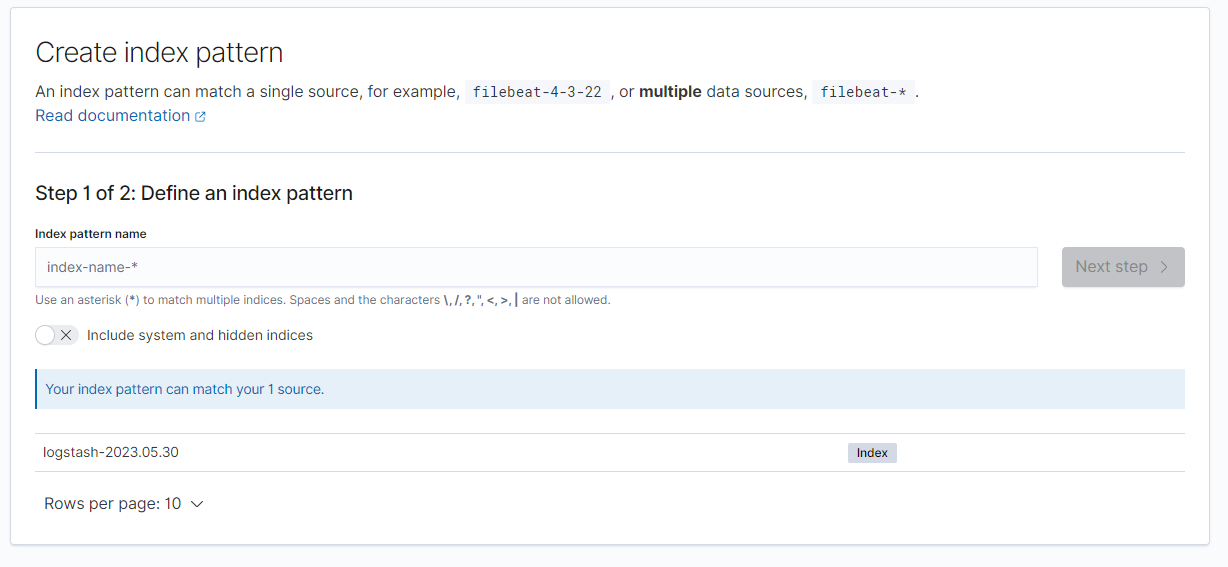 Create index pattern
An index pattern can match a single source, for example, filebeat-4-3-22 , or multiple data sources, filebeat-* .
Read documentation
Step 1 of 2: Define an index pattern
Index pattern name
index-name-*
Next step
Use an asterisk (*) to match multiple indices. Spaces and the characters \, /, ?, ", <, >, | are not allowed.
Include system and hidden indices
Your index pattern can match your 1 source.
logstash-2023.05.30 Index
Rows per page: 10